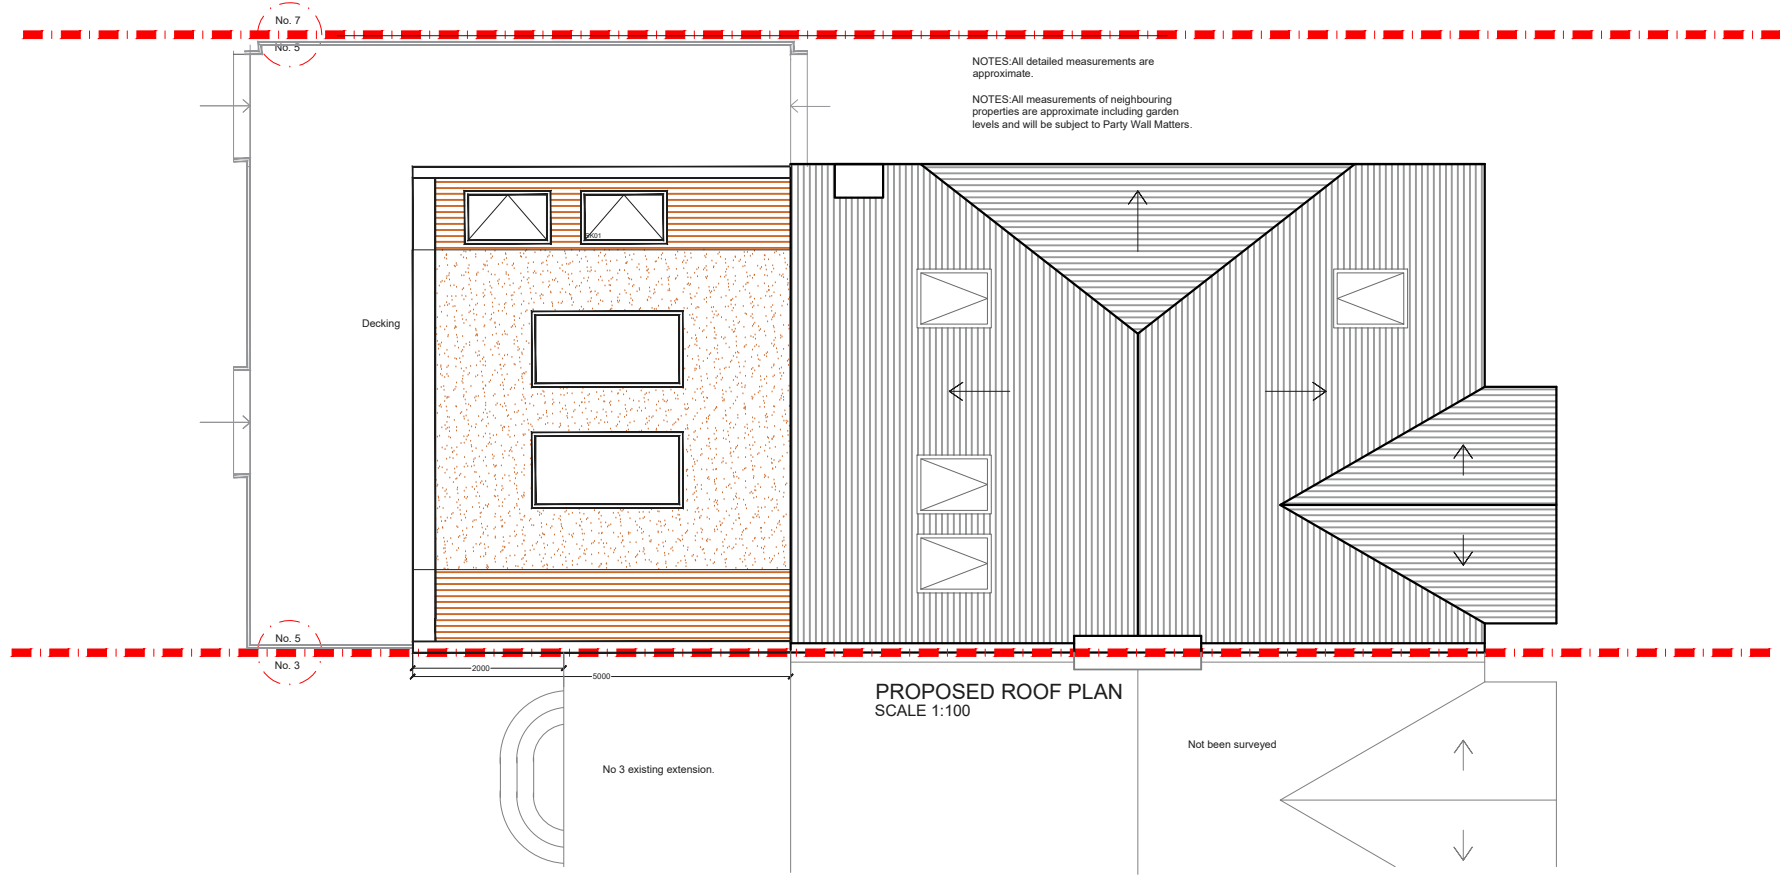 No. 7
No. 5
NOTES:All detailed measurements are
approximate.
NOTES:All measurements of neighbouring
properties are approximate including garden
levels and will be subject to Party Wall Matters.
Decking
No. 5
No. 3
2000
5000
PROPOSED ROOF PLAN
SCALE 1:100
Not been surveyed
No 3 existing extension.